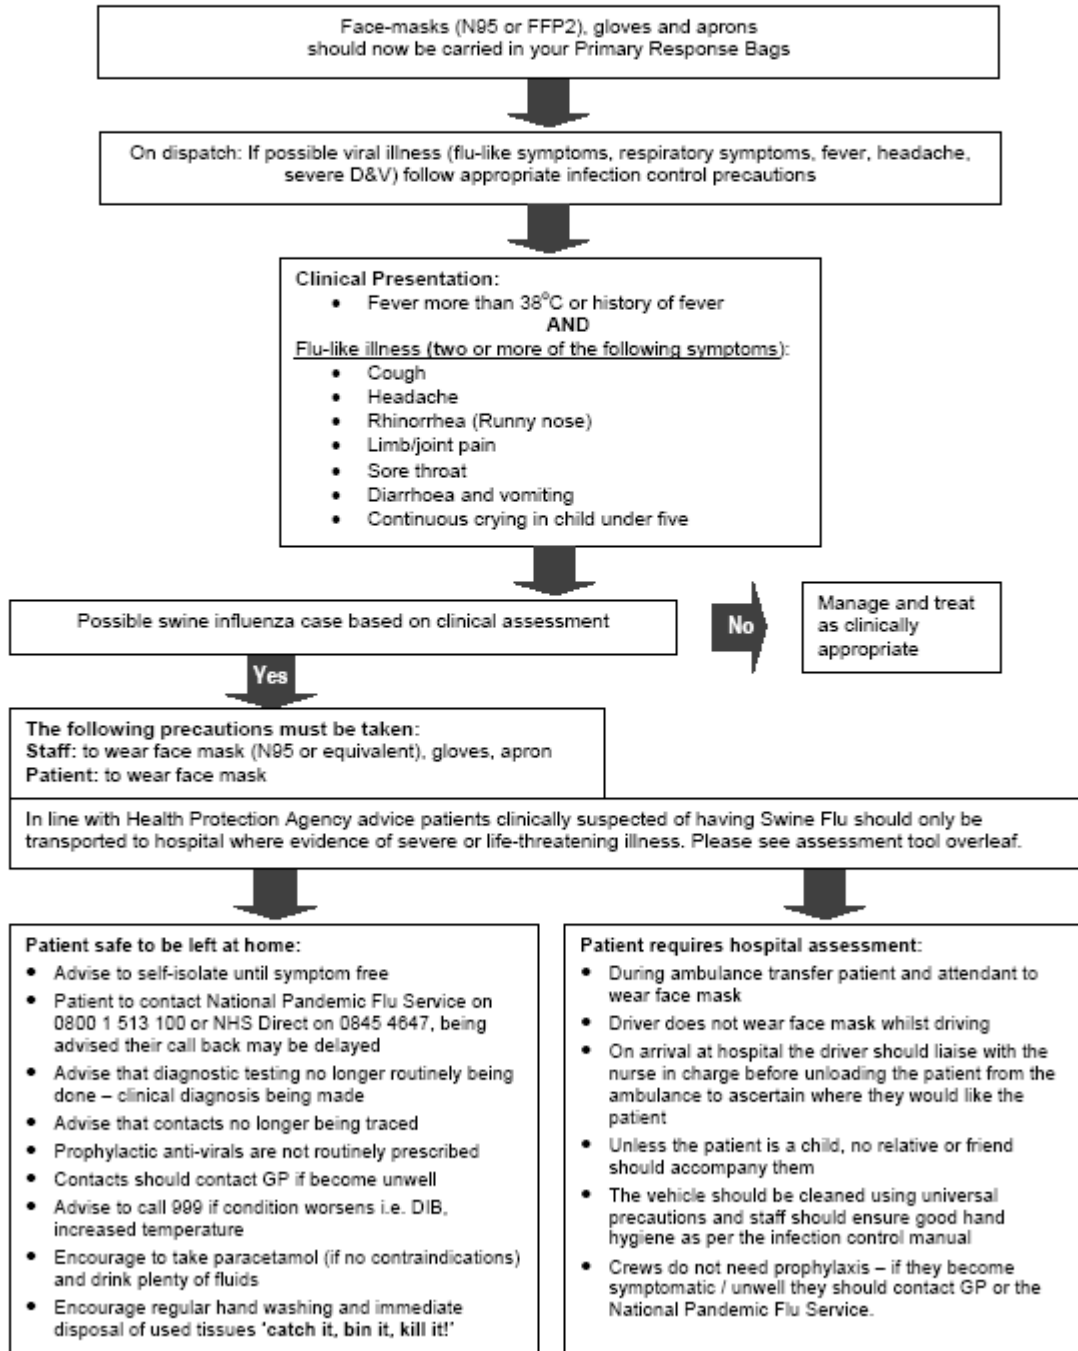 Face-masks (N95 or FFP2), gloves and aprons
should now be carried in your Primary Response Bags
On dispatch: If possible viral illness (flu-like symptoms, respiratory symptoms, fever, headache,
severe D&V) follow appropriate infection control precautions
Clinical Presentation:
• Fever more than 38°C or history of fever
AND
Flu-like illness (two or more of the following symptoms):
• Cough
• Headache
• Rhinorrhea (Runny nose)
• Limb/joint pain
• Sore throat
• Diarrhoea and vomiting
• Continuous crying in child under five
Possible swine influenza case based on clinical assessment
No
Manage and treat
as clinically
appropriate
Yes
The following precautions must be taken:
Staff: to wear face mask (N95 or equivalent), gloves, apron
Patient: to wear face mask
In line with Health Protection Agency advice patients clinically suspected of having Swine Flu should only be
transported to hospital where evidence of severe or life-threatening illness. Please see assessment tool overleaf.
Patient safe to be left at home:
• Advise to self-isolate until symptom free
• Patient to contact National Pandemic Flu Service on
0800 1 513 100 or NHS Direct on 0845 4647, being
advised their call back may be delayed
• Advise that diagnostic testing no longer routinely being
done – clinical diagnosis being made
• Advise that contacts no longer being traced
• Prophylactic anti-virals are not routinely prescribed
• Contacts should contact GP if become unwell
• Advise to call 999 if condition worsens i.e. DIB,
increased temperature
• Encourage to take paracetamol (if no contraindications)
and drink plenty of fluids
• Encourage regular hand washing and immediate
disposal of used tissues 'catch it, bin it, kill it!'
Patient requires hospital assessment:
• During ambulance transfer patient and attendant to
wear face mask
• Driver does not wear face mask whilst driving
• On arrival at hospital the driver should liaise with the
nurse in charge before unloading the patient from the
ambulance to ascertain where they would like the
patient
• Unless the patient is a child, no relative or friend
should accompany them
• The vehicle should be cleaned using universal
precautions and staff should ensure good hand
hygiene as per the infection control manual
• Crews do not need prophylaxis – if they become
symptomatic / unwell they should contact GP or the
National Pandemic Flu Service.